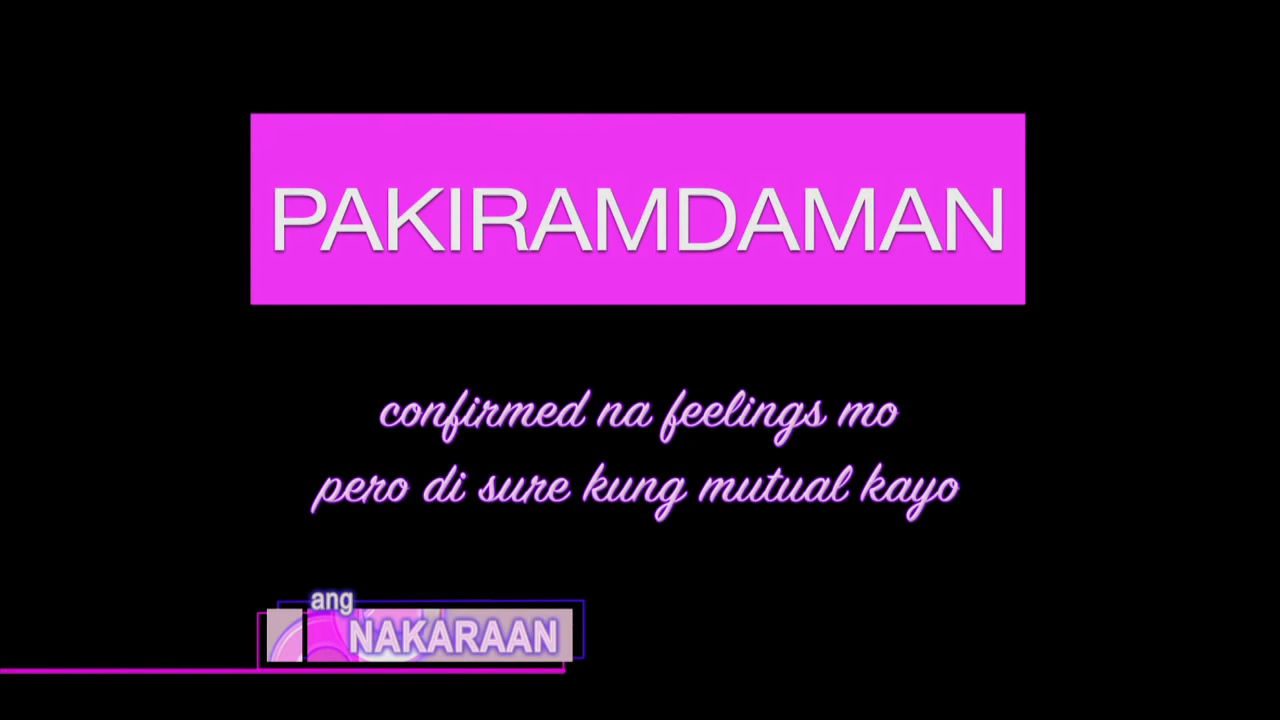 PAKIRAMDAMAN
confirmed na feelings mo
pero di sure kung mutual kayo
ang
NAKARAAN